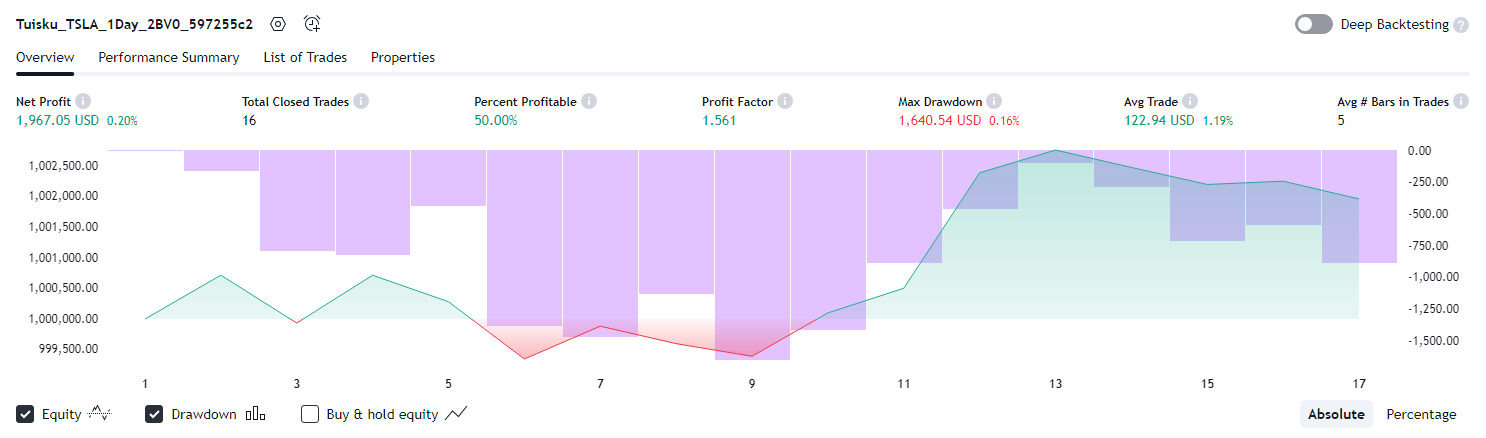 Tuisku_TSLA_1Day_2BV0_597255c2
Deep Backtesting ?
Overview Performance Summary List of Trades Properties
Net Profit i Total Closed Trades i Percent Profitable i Profit Factor i Max Drawdown i Avg Trade i Avg # Bars in Trades i
1,967.05 USD 0.20% 16 50.00% 1.561 1,640.54 USD 0.16% 122.94 USD 1.19% 5
1,002,500.00
1,002,000.00
1,001,500.00
1,001,000.00
1,000,500.00
1,000,000.00
999,500.00
0.00
-250.00
-500.00
-750.00
-1,000.00
-1,250.00
-1,500.00
1 3 5 7 9 11 13 15 17
Equity Drawdown Buy & hold equity Absolute Percentage